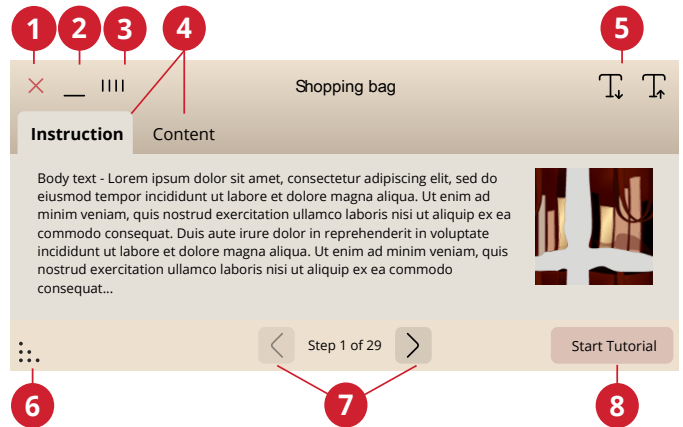 1
2
3
4
5
Shopping bag
T T
Instruction
Content
Body text - Lorem ipsum dolor sit amet, consectetur adipiscing elit, sed do
eiusmod tempor incididunt ut labore et dolore magna aliqua. Ut enim ad
minim veniam, quis nostrud exercitation ullamco laboris nisi ut aliquip ex ea
commodo consequat. Duis aute irure dolor in reprehenderit in voluptate
incididunt ut labore et dolore magna aliqua. Ut enim ad minim veniam, quis
nostrud exercitation ullamco laboris nisi ut aliquip ex ea commodo
consequat...
Step 1 of 29
Start Tutorial
6
7
8